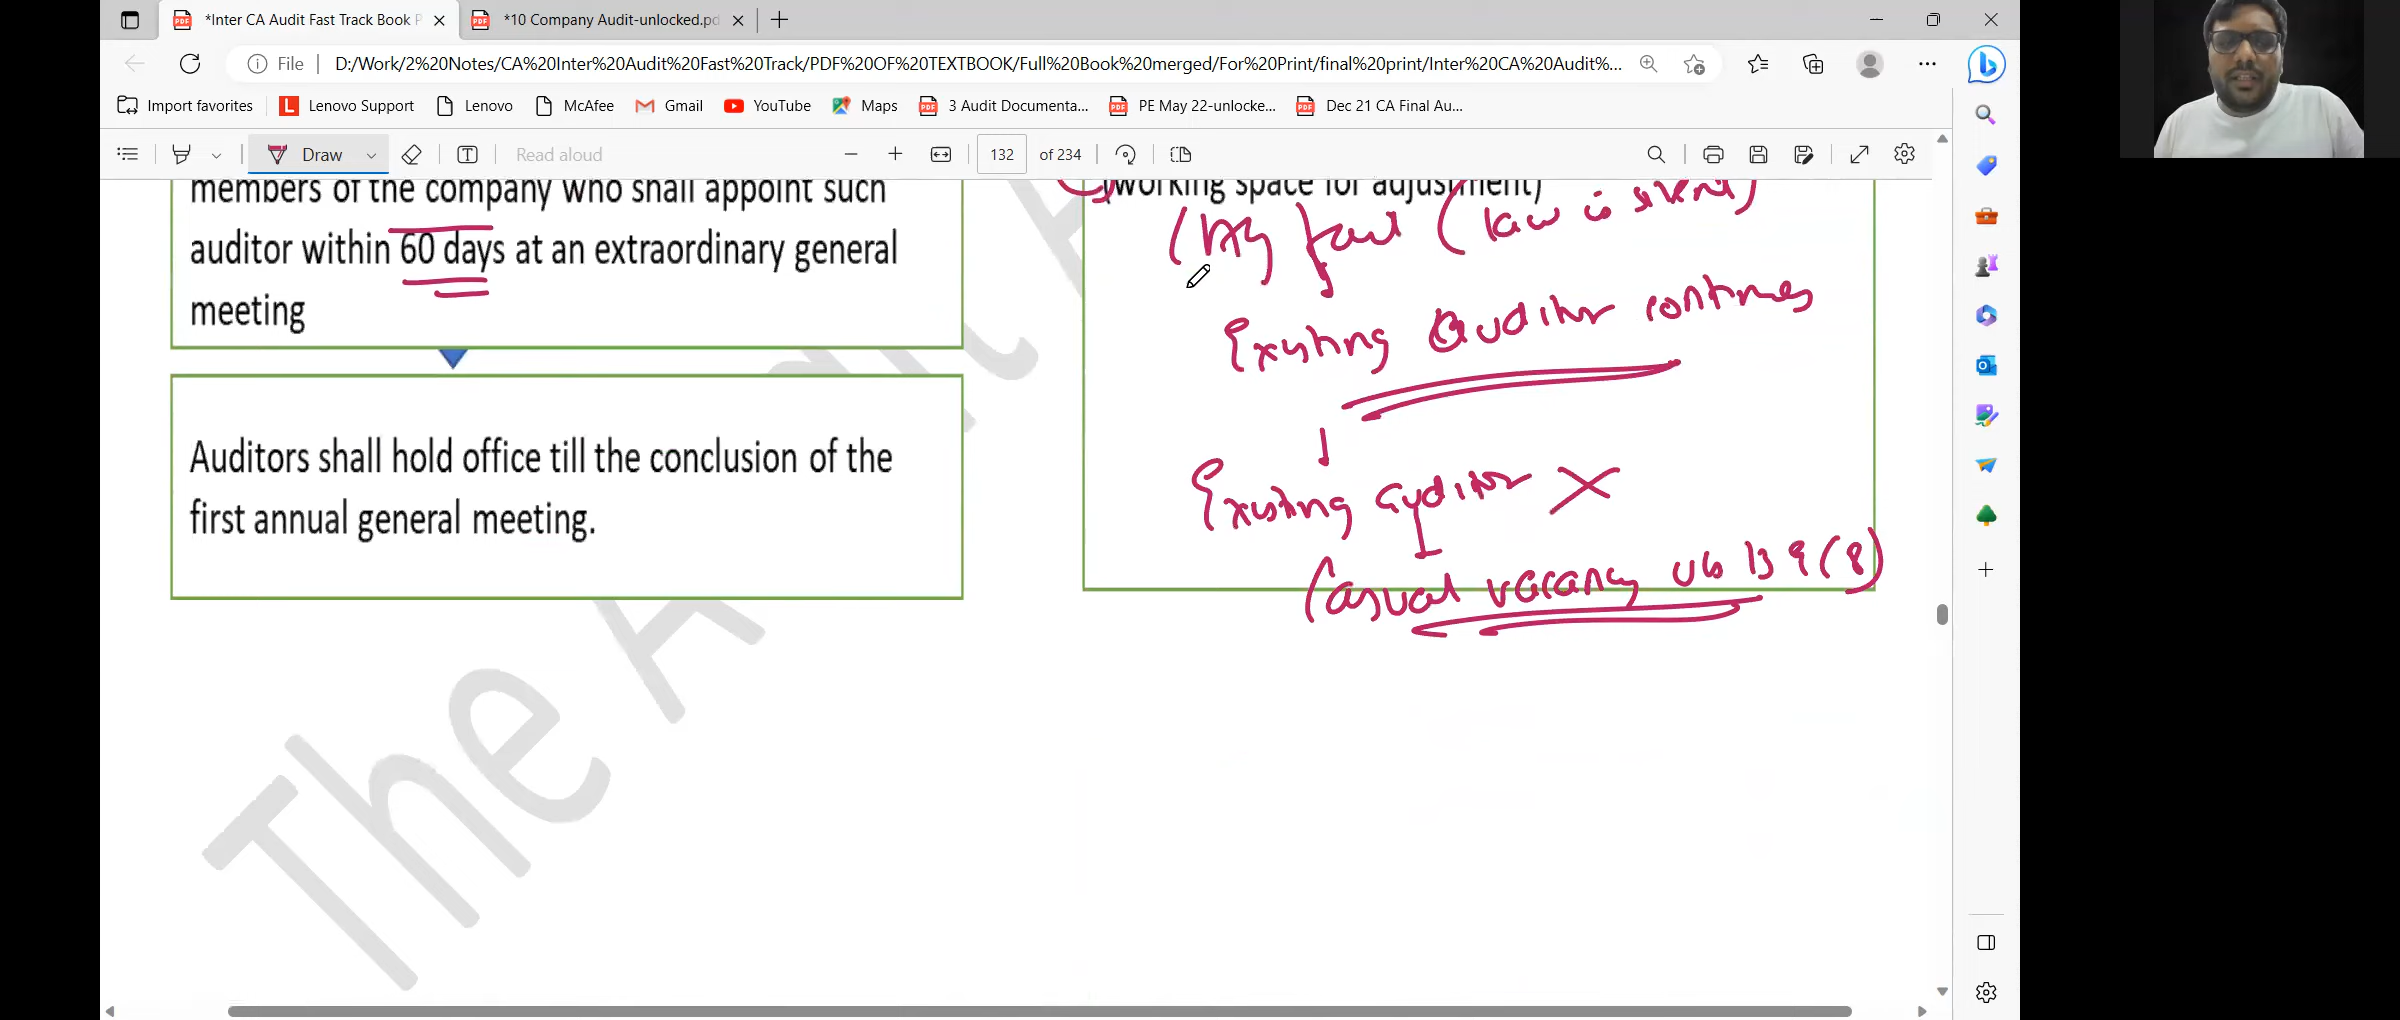 *Inter CA Audit Fast Track Book P
*10 Company Audit-unlocked.pd
File
D:/Work/2%20Notes/CA%20Inter%20Audit%20Fast%20Track/PDF%20OF%20TEXTBOOK/Full%20Book%20merged/For%20Print/final%20print/Inter%20CA%20Audit%...
Import favorites
Lenovo Support
Lenovo
McAfee
Gmail
YouTube
Maps
3 Audit Documenta...
PE May 22-unlocke...
Dec 21 CA Final Au...
Draw
Read aloud
132
of 234
members of the company who shall appoint such
auditor within 60 days at an extraordinary general
meeting
Auditors shall hold office till the conclusion of the
first annual general meeting.
(working space for adjustment)
fails (law is silent)
Existing Auditor continues
Existing auditor X
Casual vacancy u/s 139(8)
The A